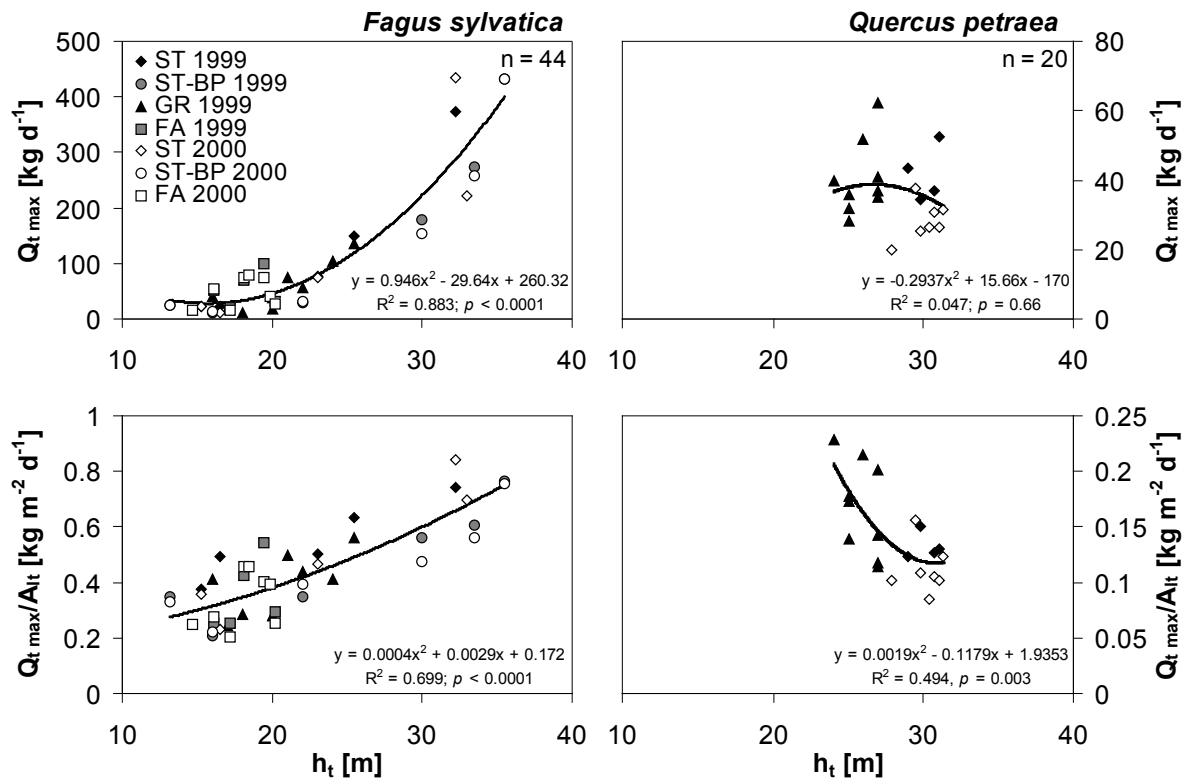 Fagus sylvatica
Quercus petraea
500
400
300
200
100
0
Qt max [kg d-1]
ST 1999
ST-BP 1999
GR 1999
FA 1999
ST 2000
ST-BP 2000
FA 2000
n = 44
y = 0.946x² - 29.64x + 260.32
R² = 0.883; p < 0.0001
10 20 30 40
n = 20
80
60
40
20
0
Qt max [kg d-1]
y = -0.2937x² + 15.66x - 170
R² = 0.047; p = 0.66
10 20 30 40
1
0.8
0.6
0.4
0.2
0
Qt max/Alt [kg m-2 d-1]
y = 0.0004x² + 0.0029x + 0.172
R² = 0.699; p < 0.0001
10 20 30 40
ht [m]
0.25
0.2
0.15
0.1
0.05
0
Qt max/Alt [kg m-2 d-1]
y = 0.0019x² - 0.1179x + 1.9353
R² = 0.494, p = 0.003
10 20 30 40
ht [m]